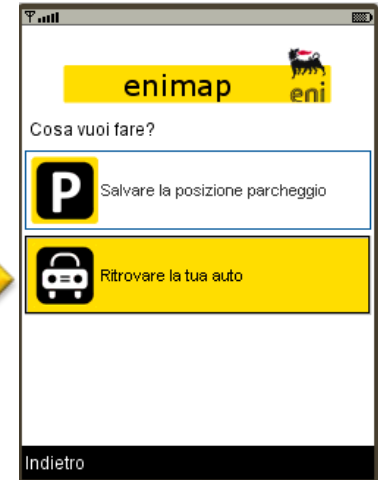 enimap
eni
Cosa vuoi fare?
P
Salvare la posizione parcheggio
Ritrovare la tua auto
Indietro